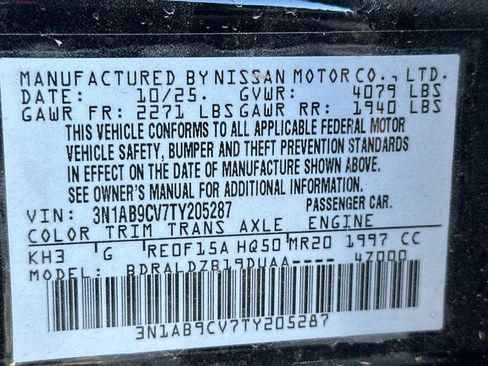 MANUFACTURED BY NISSAN MOTOR CO., LTD.
DATE: 10/25. GVWR: 4079 LBS
GAWR FR: 2271 LBS GAWR RR: 1940 LBS
THIS VEHICLE CONFORMS TO ALL APPLICABLE FEDERAL MOTOR
VEHICLE SAFETY, BUMPER AND THEFT PREVENTION STANDARDS
IN EFFECT ON THE DATE OF MANUFACTURE SHOWN ABOVE.
SEE OWNER'S MANUAL FOR ADDITIONAL INFORMATION.
VIN: 3N1AB9CV7TY205287 PASSENGER CAR.
COLOR TRIM TRANS AXLE ENGINE
KH3 G RE0F15A HQ50 MR20 1997 CC
MODEL: BDRALDZB19DUAA---- 4Z000
3N1AB9CV7TY205287